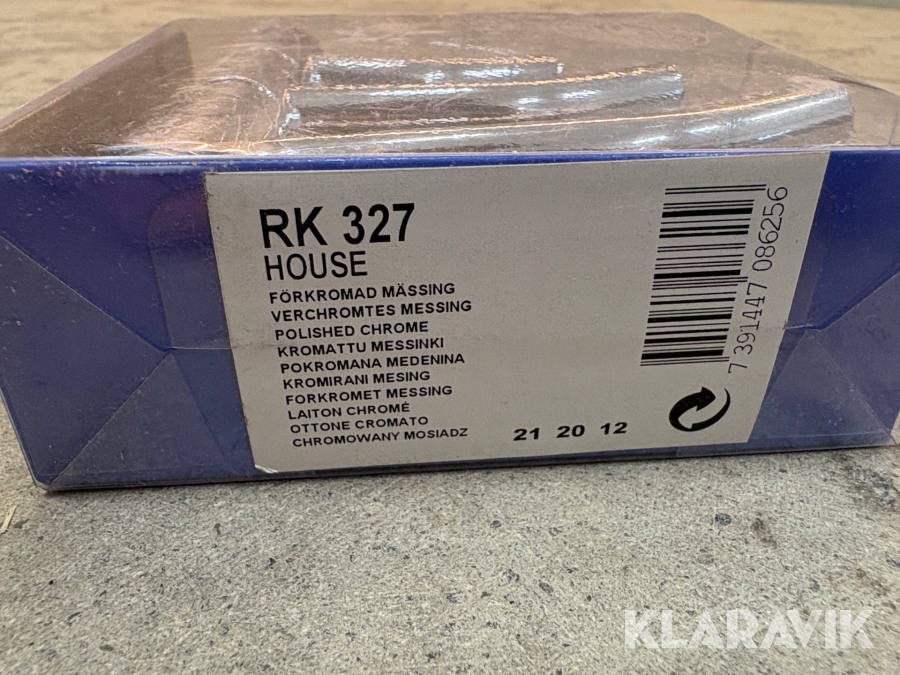 RK 327
HOUSE
FÖRKROMAD MÄSSING
VERCHROMTES MESSING
POLISHED CHROME
KROMATTU MESSINKI
POKROMANA MEDENINA
KROMIRANI MESING
FORKROMET MESSING
LAITON CHROMÉ
OTTONE CROMATO
CHROMOWANY MOSIADZ
21 20 12
7 391447 086256
KLARAVIK